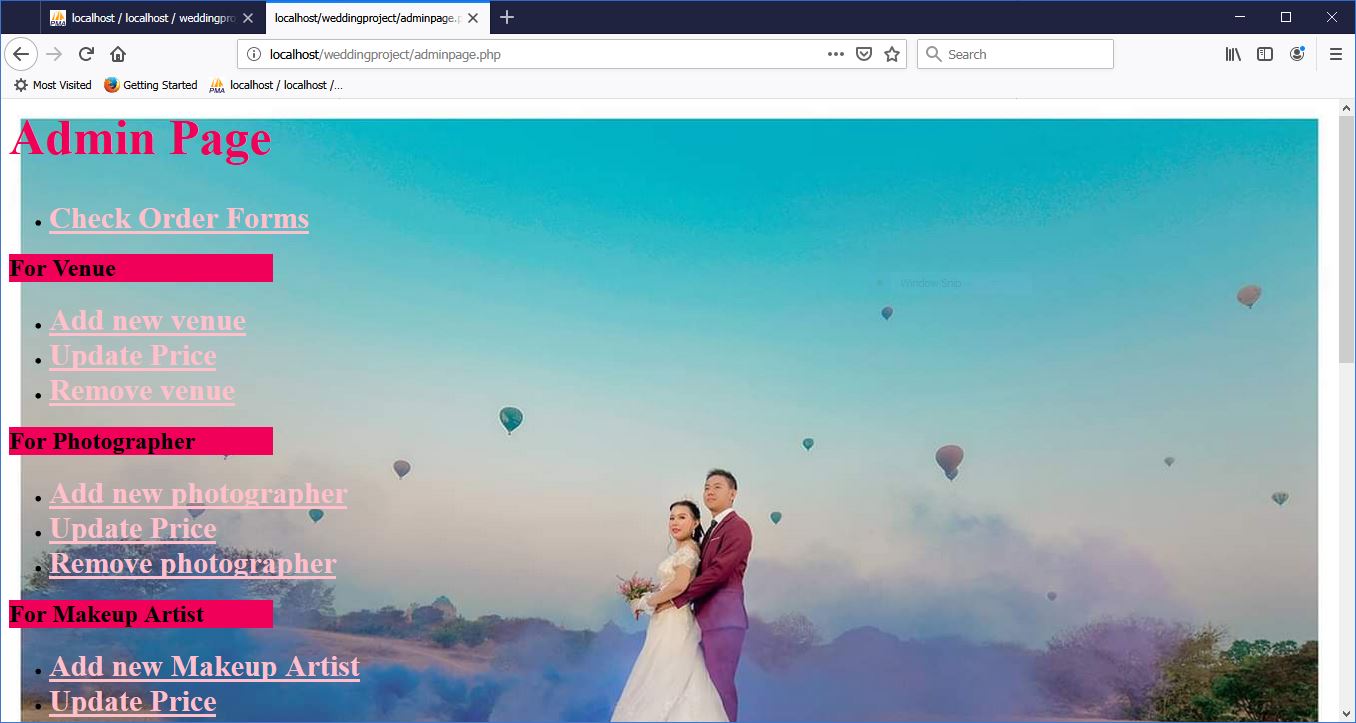 localhost / localhost / weddingpro
localhost/weddingproject/adminpage.p
localhost/weddingproject/adminpage.php
Search
Most Visited
Getting Started
localhost / localhost /...
PMA
PMA
Admin Page
Check Order Forms
For Venue
Window Snip
Add new venue
Update Price
Remove venue
For Photographer
Add new photographer
Update Price
Remove photographer
For Makeup Artist
Add new Makeup Artist
Update Price